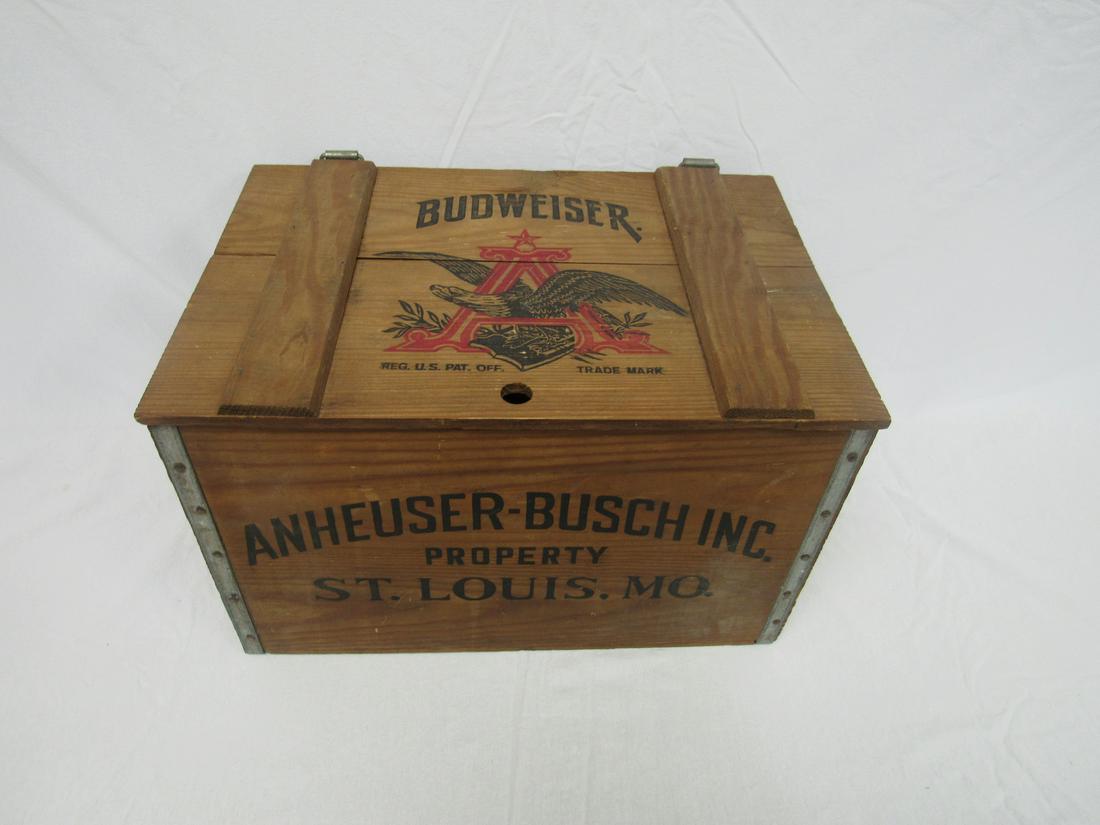 BUDWEISER.
REG. U.S. PAT. OFF. TRADE MARK
ANHEUSER-BUSCH INC.
PROPERTY
ST. LOUIS. MO.